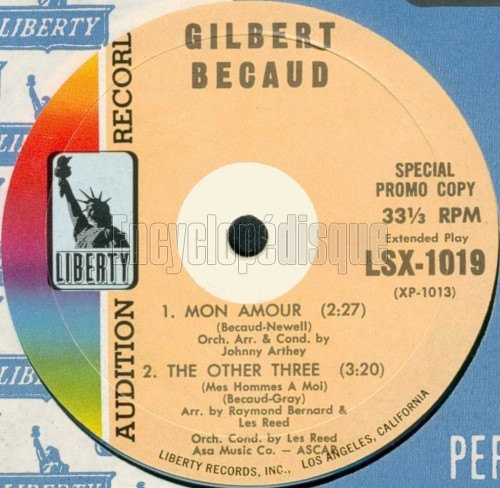 LIBERTY
GILBERT
BECAUD
AUDITION RECORD
LIBERTY
SPECIAL
PROMO COPY
33⅓ RPM
Extended Play
LSX-1019
(XP-1013)
Encyclopédisque
1. MON AMOUR (2:27)
(Becaud-Newell)
Orch. Arr. & Cond. by
Johnny Arthey
2. THE OTHER THREE (3:20)
(Mes Hommes A Moi)
(Becaud-Gray)
Arr. by Raymond Bernard &
Les Reed
Orch. Cond. by Les Reed
Asa Music Co. — ASCAP
LIBERTY RECORDS, INC., LOS ANGELES, CALIFORNIA
PER
LIBERTY